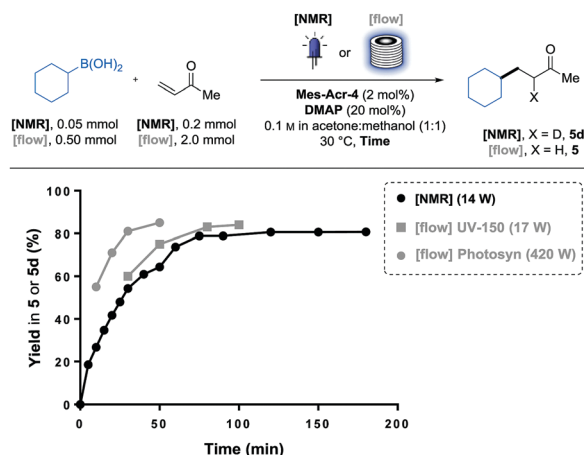 [NMR] [flow]
or
B(OH)2
+
O
Me
Mes-Acr-4 (2 mol%)
DMAP (20 mol%)
0.1 M in acetone:methanol (1:1)
30 °C, Time
O
Me
X
[NMR], 0.05 mmol
[flow], 0.50 mmol
[NMR], 0.2 mmol
[flow], 2.0 mmol
[NMR], X = D, 5d
[flow], X = H, 5
Yield in 5 or 5d (%)
100
80
60
40
20
0
0 50 100 150 200
Time (min)
[NMR] (14 W)
[flow] UV-150 (17 W)
[flow] Photosyn (420 W)